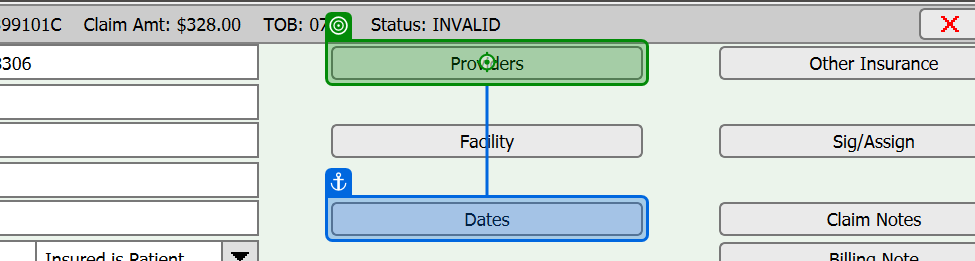 99101C Claim Amt: $328.00 TOB: 07 Status: INVALID
3306 Providers Other Insurance
Facility Sig/Assign
Dates Claim Notes
Insured is Patient Billing Note